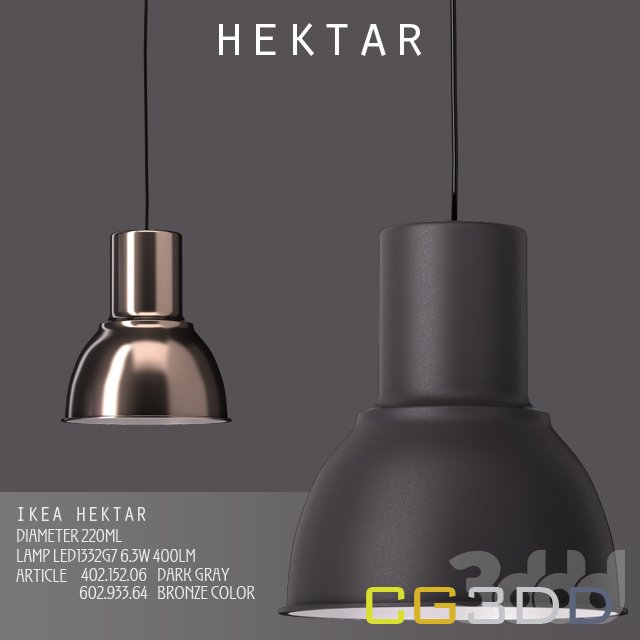 HEKTAR
IKEA HEKTAR
DIAMETER 220ML
LAMP LED1332G7 6.3W 400LM
ARTICLE 402.152.06 DARK GRAY
602.933.64 BRONZE COLOR
3ddd
CG3DD